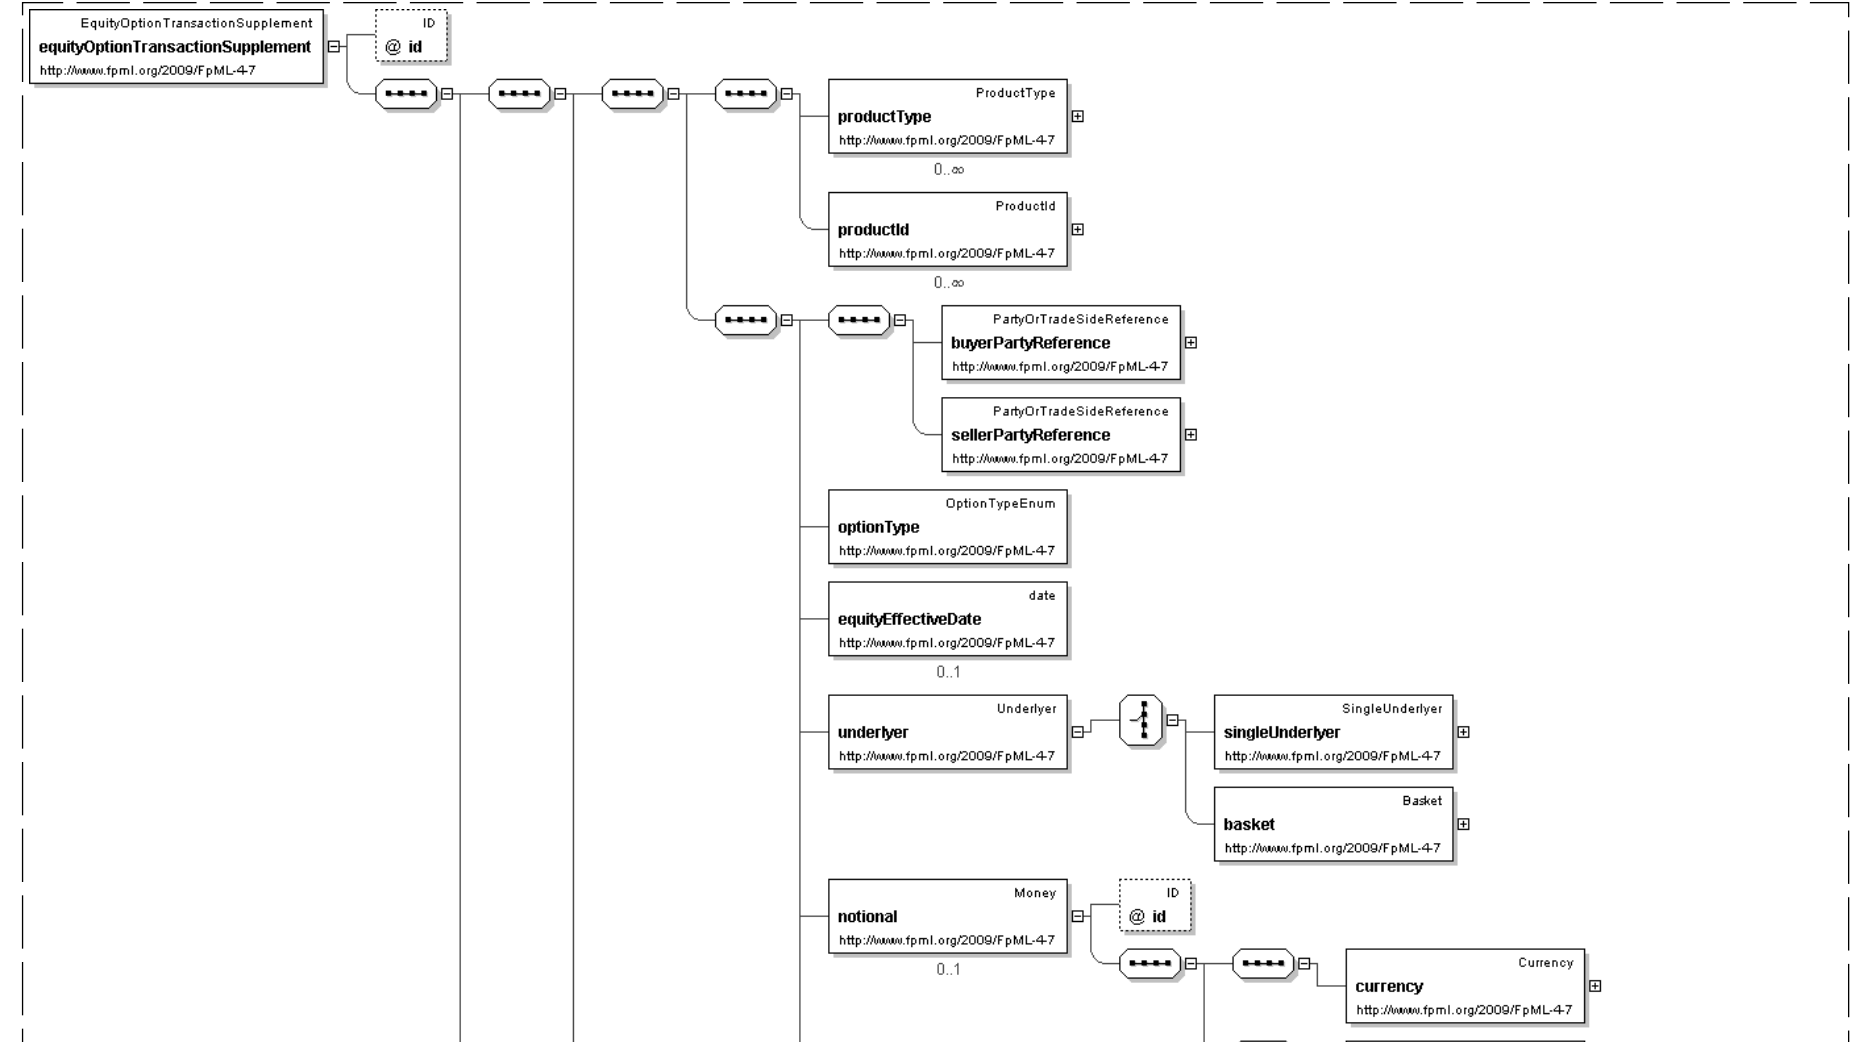 EquityOptionTransactionSupplement
equityOptionTransactionSupplement
http://www.fpml.org/2009/FpML-4-7
ID
@ id
ProductType
productType
http://www.fpml.org/2009/FpML-4-7
0..∞
ProductId
productId
http://www.fpml.org/2009/FpML-4-7
0..∞
PartyOrTradeSideReference
buyerPartyReference
http://www.fpml.org/2009/FpML-4-7
PartyOrTradeSideReference
sellerPartyReference
http://www.fpml.org/2009/FpML-4-7
OptionTypeEnum
optionType
http://www.fpml.org/2009/FpML-4-7
date
equityEffectiveDate
http://www.fpml.org/2009/FpML-4-7
0..1
Underlyer
underlyer
http://www.fpml.org/2009/FpML-4-7
SingleUnderlyer
singleUnderlyer
http://www.fpml.org/2009/FpML-4-7
Basket
basket
http://www.fpml.org/2009/FpML-4-7
Money
notional
http://www.fpml.org/2009/FpML-4-7
0..1
ID
@ id
Currency
currency
http://www.fpml.org/2009/FpML-4-7